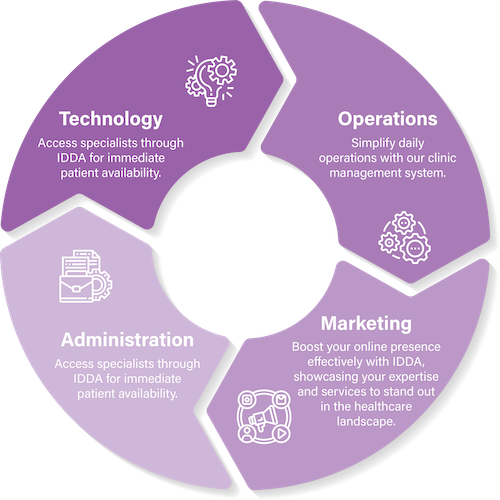 Technology
Access specialists through
IDDA for immediate
patient availability.
Operations
Simplify daily
operations with our clinic
management system.
Administration
Access specialists through
IDDA for immediate
patient availability.
Marketing
Boost your online presence
effectively with IDDA,
showcasing your expertise
and services to stand out
in the healthcare
landscape.